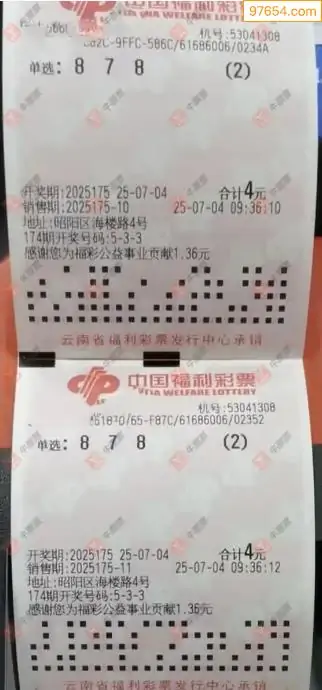 97654.com
中国福利彩票
CHINA WELFARE LOTTERY
机号:53041308
9FFC-586C/61686006/0234A
单选: 8 7 8 (2)
开奖期:2025175 25-07-04 合计4元
销售期:2025175-10 25-07-04 09:36:10
地址:昭阳区海楼路4号
174期开奖号码:5-3-3
感谢您为福彩公益事业贡献1.36元
云南省福利彩票发行中心承销
中国福利彩票
CHINA WELFARE LOTTERY
机号:53041308
65-F87C/61686006/02352
单选: 8 7 8 (2)
开奖期:2025175 25-07-04 合计4元
销售期:2025175-11 25-07-04 09:36:12
地址:昭阳区海楼路4号
174期开奖号码:5-3-3
感谢您为福彩公益事业贡献1.36元
云南省福利彩票发行中心承销